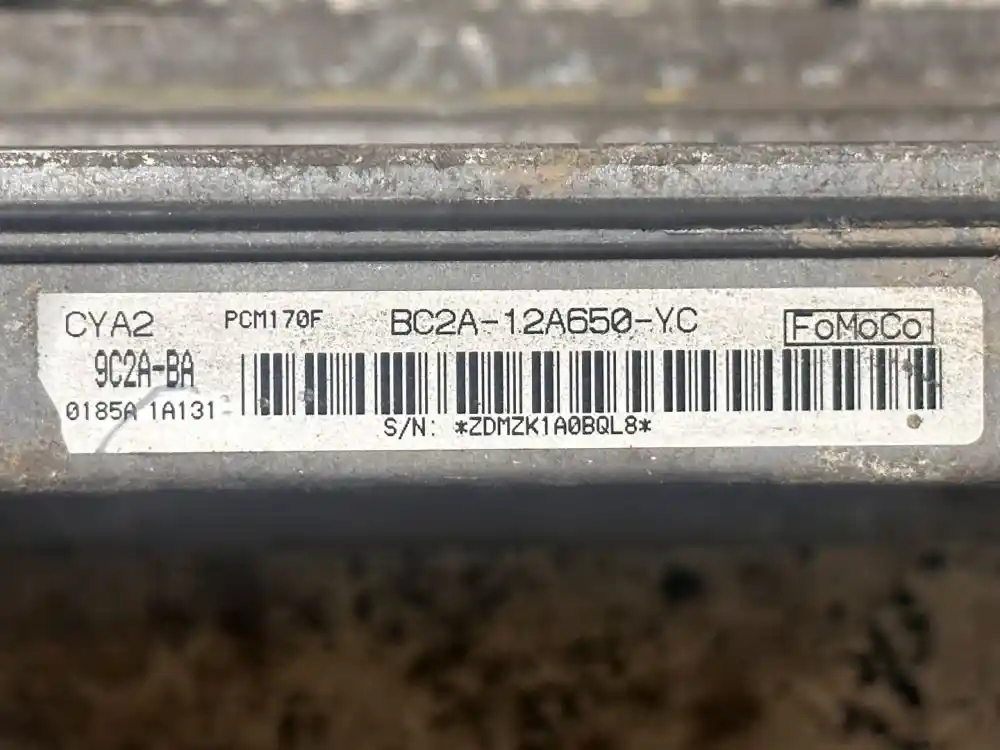 CYA2 PCM170F BC2A-12A650-YC FoMoCo
9C2A-BA
0185A 1A131
S/N: *ZDMZK1A0BQL8*